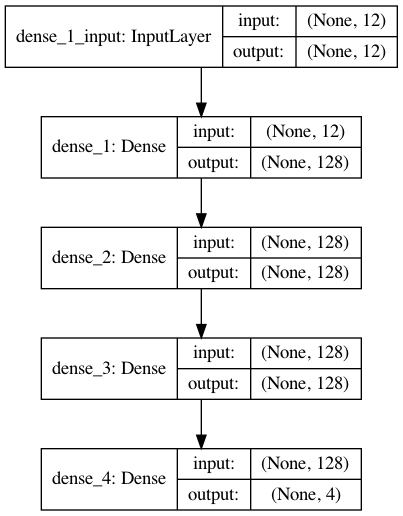 dense_1_input: InputLayer
input: (None, 12)
output: (None, 12)
dense_1: Dense
input: (None, 12)
output: (None, 128)
dense_2: Dense
input: (None, 128)
output: (None, 128)
dense_3: Dense
input: (None, 128)
output: (None, 128)
dense_4: Dense
input: (None, 128)
output: (None, 4)